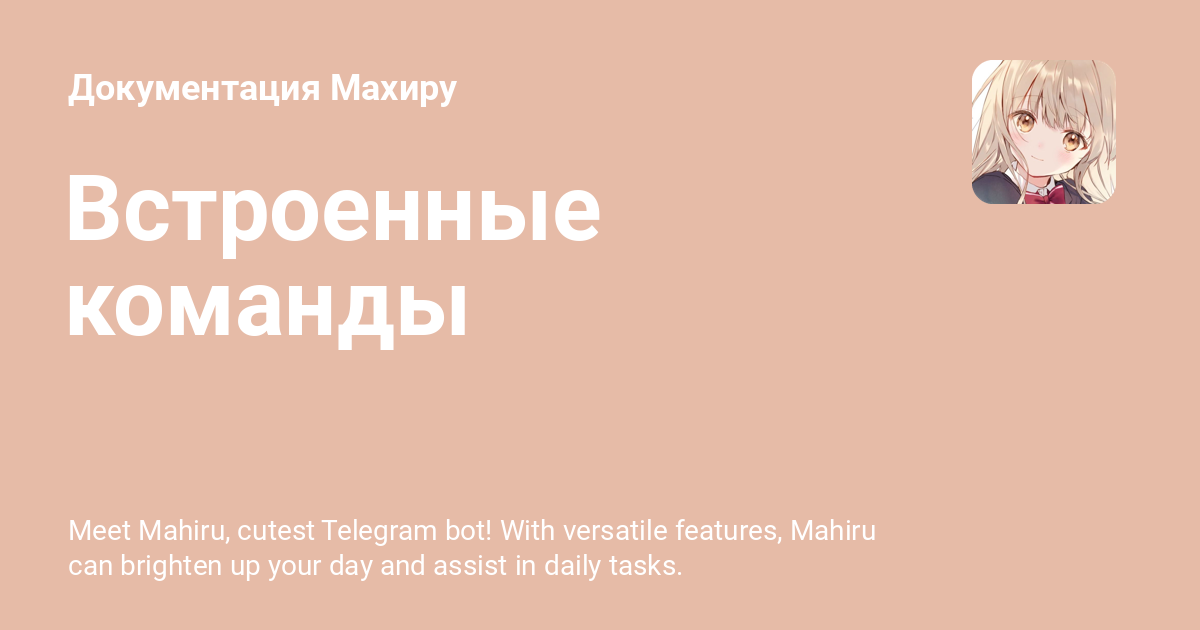 Документация Махиру
Встроенные
команды
Meet Mahiru, cutest Telegram bot! With versatile features, Mahiru
can brighten up your day and assist in daily tasks.